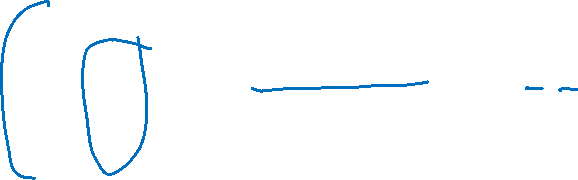 (0 — --